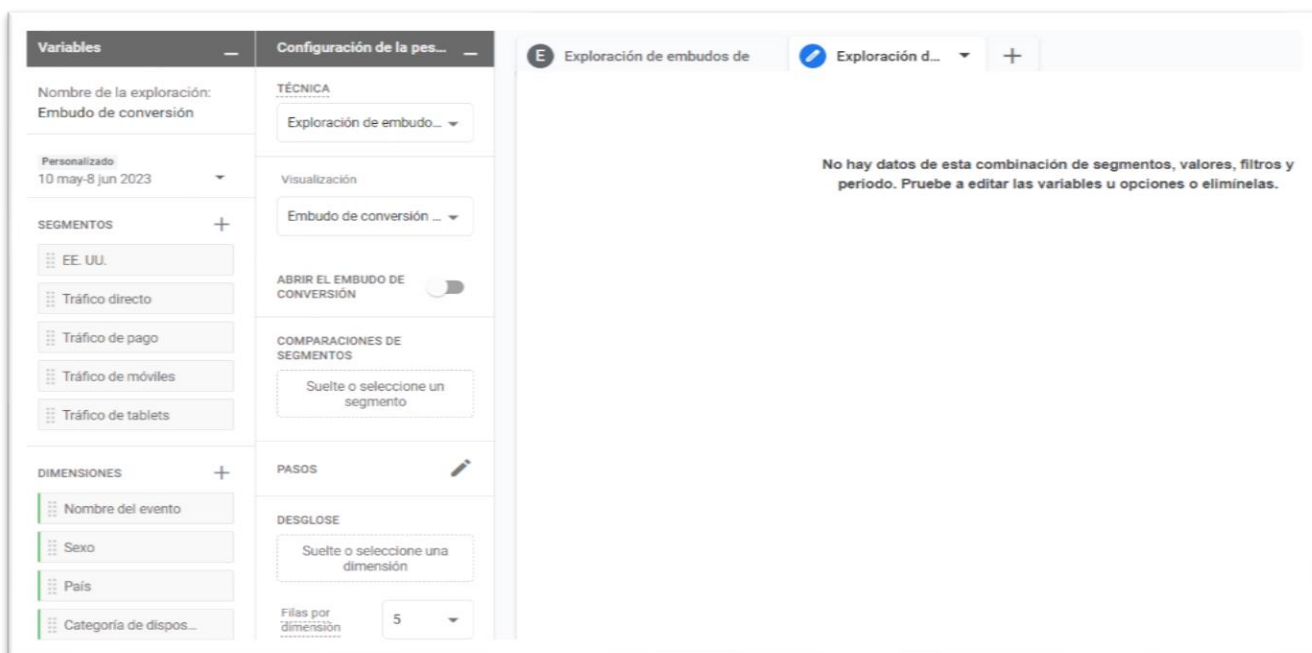 Variables
Nombre de la exploración:
Embudo de conversión
Personalizado
10 may-8 jun 2023
SEGMENTOS
EE. UU.
Tráfico directo
Tráfico de pago
Tráfico de móviles
Tráfico de tablets
DIMENSIONES
Nombre del evento
Sexo
País
Categoría de dispos...
Configuración de la pes...
TÉCNICA
Exploración de embudo...
Visualización
Embudo de conversión ...
ABRIR EL EMBUDO DE
CONVERSIÓN
COMPARACIONES DE
SEGMENTOS
Suelte o seleccione un
segmento
PASOS
DESGLOSE
Suelte o seleccione una
dimensión
Filas por
dimensión
5
E Exploración de embudos de
Exploración d...
No hay datos de esta combinación de segmentos, valores, filtros y
periodo. Pruebe a editar las variables u opciones o elimínelas.